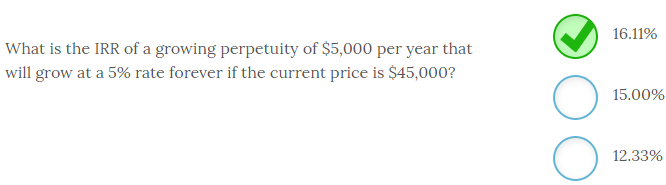 What is the IRR of a growing perpetuity of $5,000 per year that
will grow at a 5% rate forever if the current price is $45,000?
16.11%
15.00%
12.33%